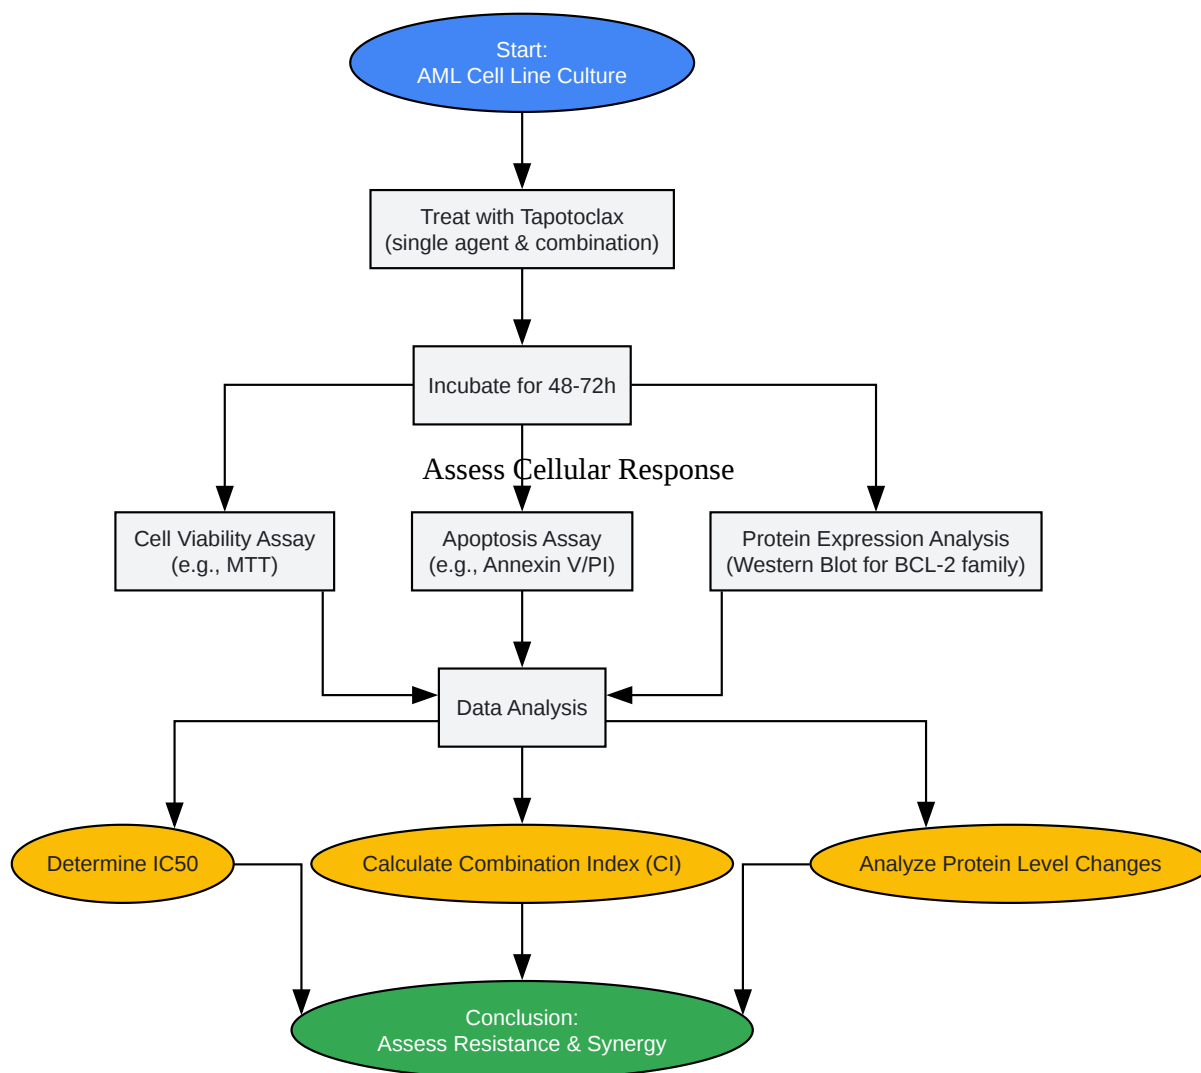 Start:
AML Cell Line Culture
Treat with Tapotoclax
(single agent & combination)
Incubate for 48-72h
Assess Cellular Response
Cell Viability Assay
(e.g., MTT)
Apoptosis Assay
(e.g., Annexin V/PI)
Protein Expression Analysis
(Western Blot for BCL-2 family)
Data Analysis
Determine IC50
Calculate Combination Index (CI)
Analyze Protein Level Changes
Conclusion:
Assess Resistance & Synergy